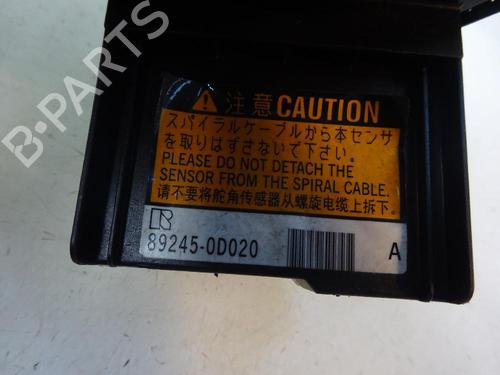 B-PARTS
注意 CAUTION
スパイラルケーブルから本センサ
を取りはずさないで下さい。
PLEASE DO NOT DETACH THE
SENSOR FROM THE SPIRAL CABLE.
请不要将舵角传感器从螺旋电缆上拆下.
89245-0D020 A